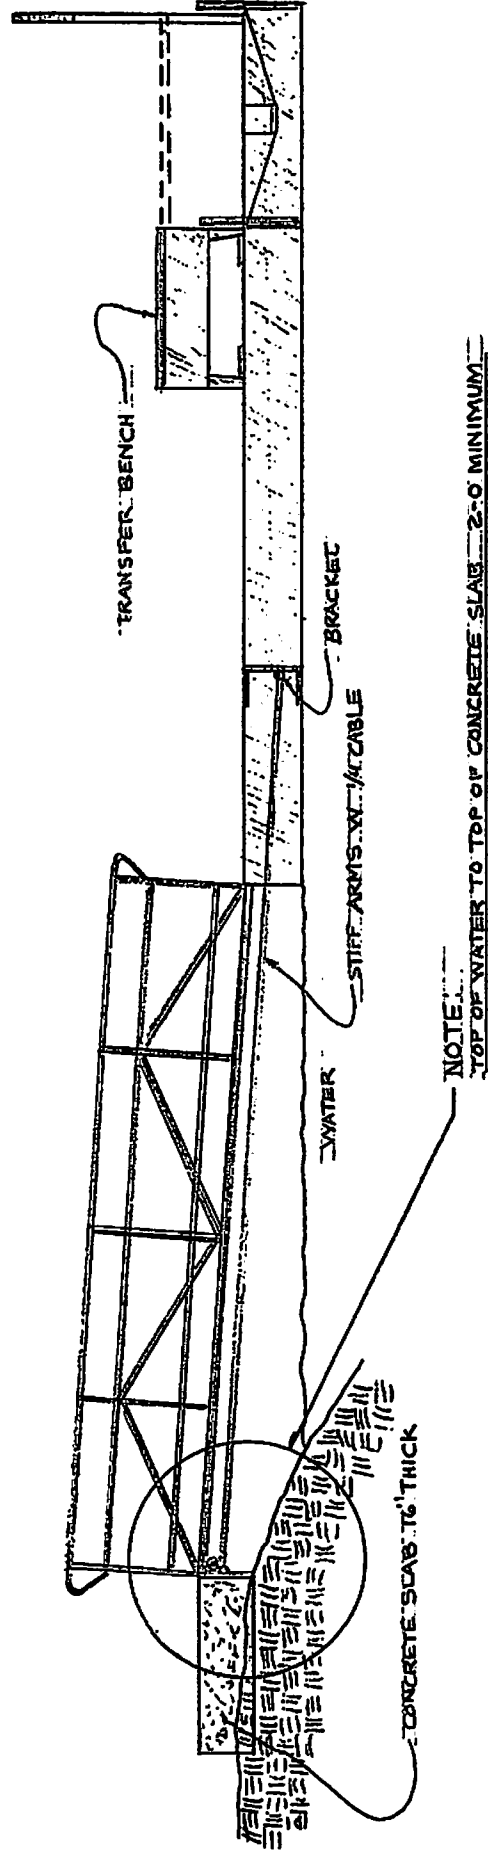 TRANSFER BENCH
BRACKET
STIFF ARMS W 1/4 CABLE
WATER
NOTE:
TOP OF WATER TO TOP OF CONCRETE SLAB 2-0 MINIMUM
CONCRETE SLAB T6" THICK